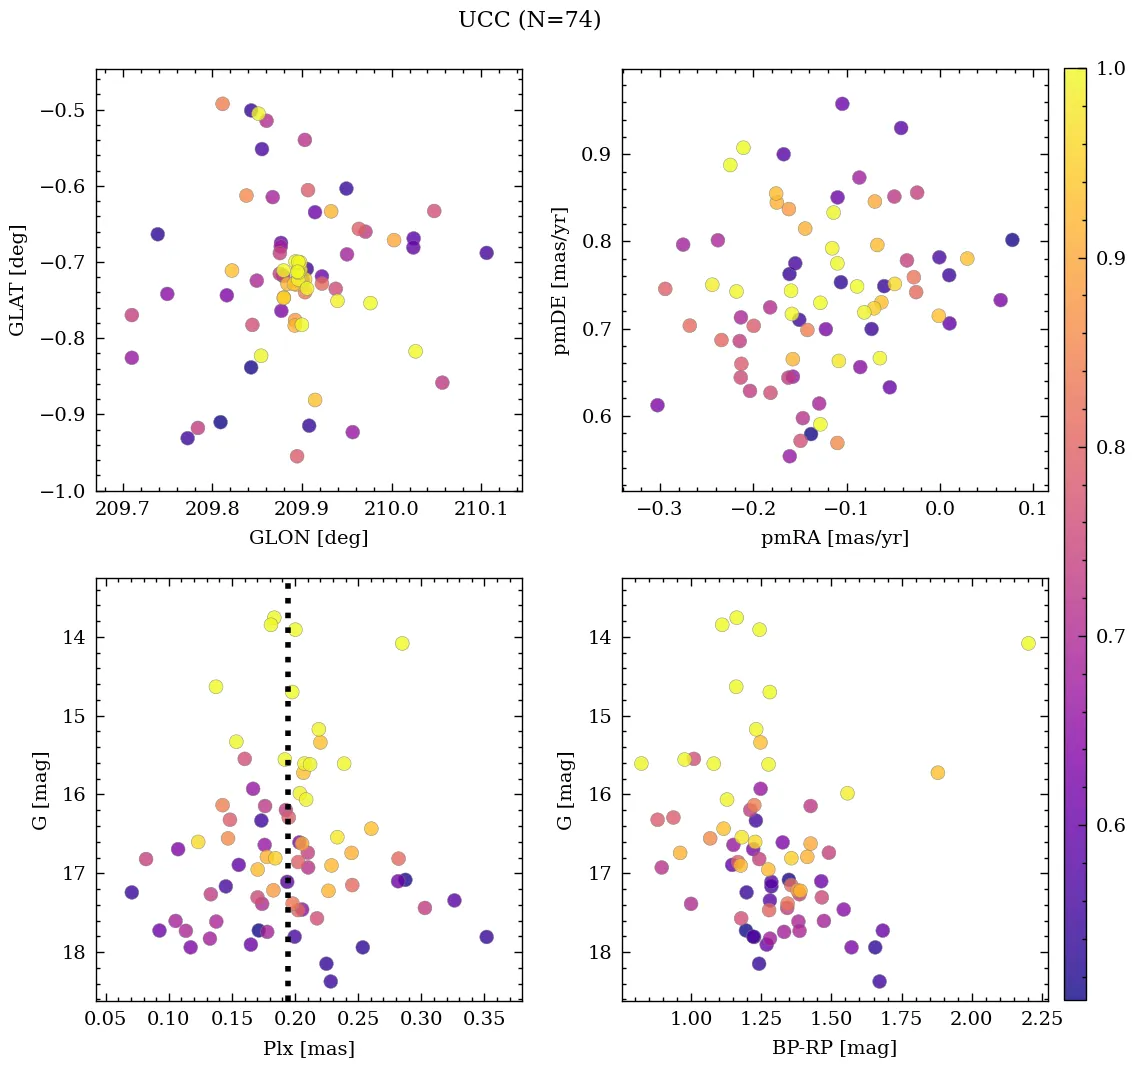 UCC (N=74)
−0.5
−0.6
−0.7
−0.8
−0.9
−1.0
GLAT [deg]
209.7 209.8 209.9 210.0 210.1
GLON [deg]
0.9
0.8
0.7
0.6
pmDE [mas/yr]
−0.3 −0.2 −0.1 0.0 0.1
pmRA [mas/yr]
14
15
16
17
18
G [mag]
0.05 0.10 0.15 0.20 0.25 0.30 0.35
Plx [mas]
14
15
16
17
18
G [mag]
1.00 1.25 1.50 1.75 2.00 2.25
BP-RP [mag]
1.0
0.9
0.8
0.7
0.6